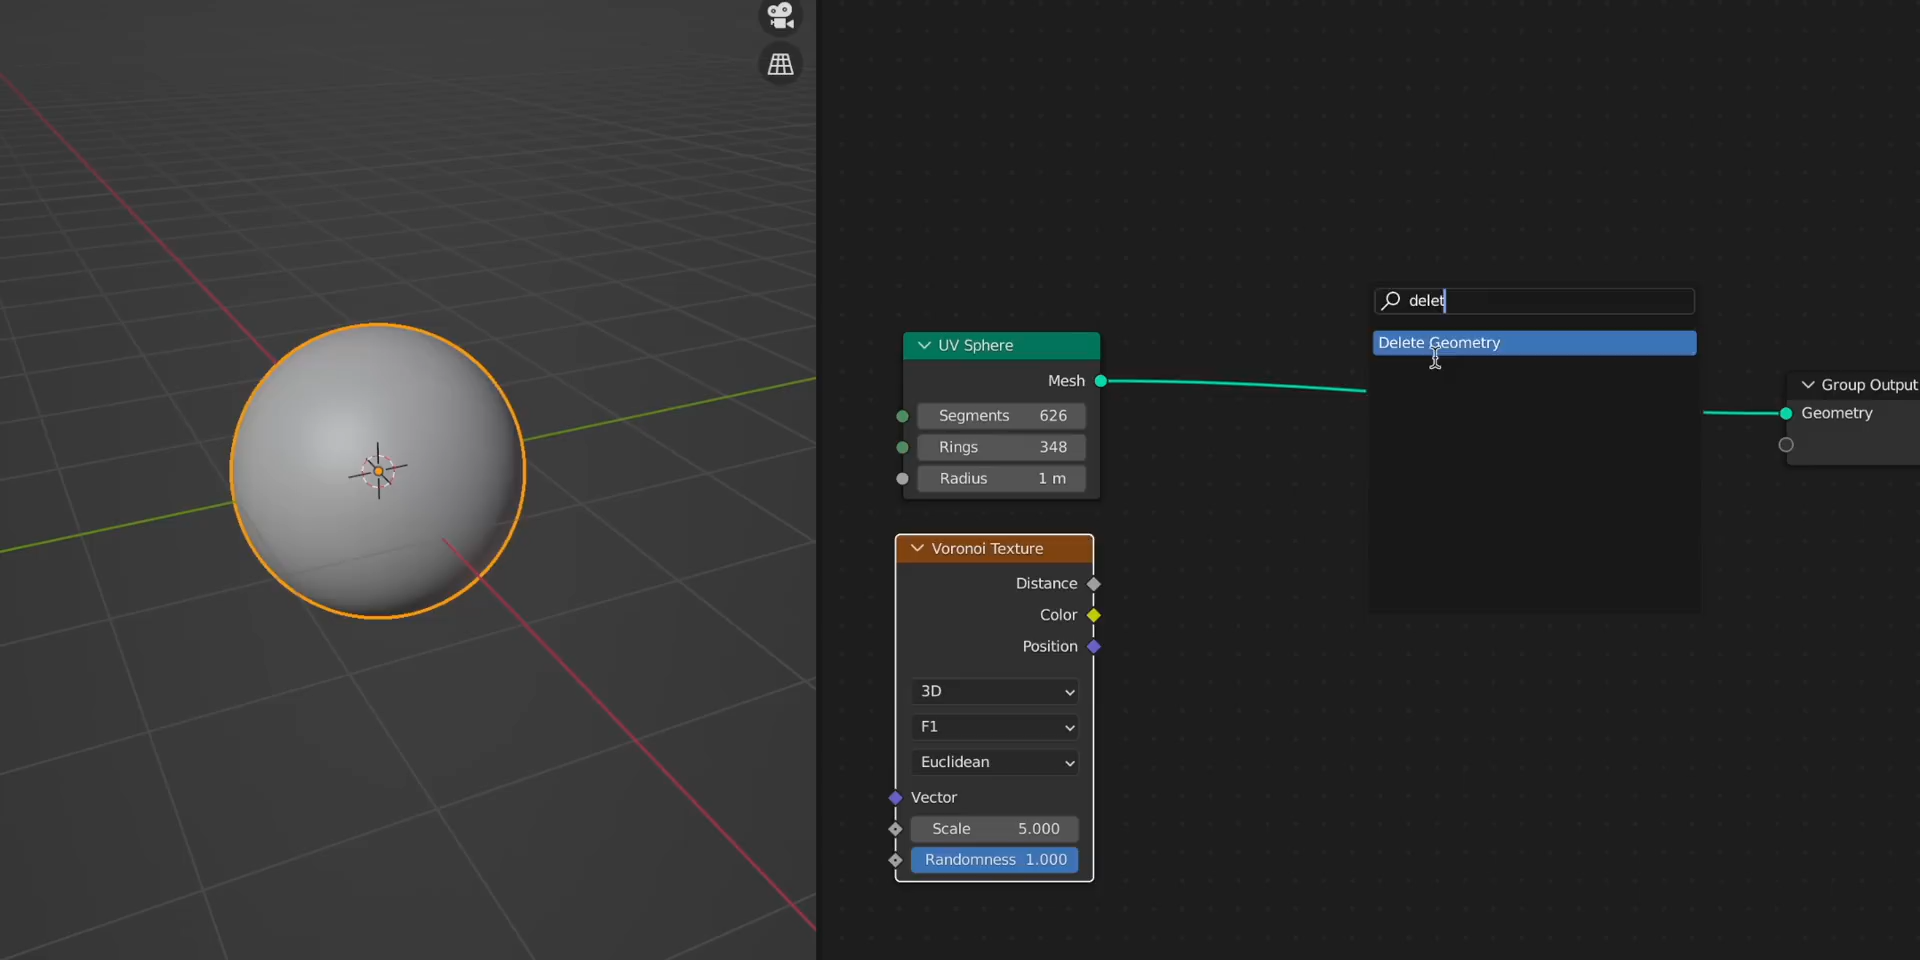 delet
Delete Geometry
UV Sphere
Mesh
Segments 626
Rings 348
Radius 1 m
Group Output
Geometry
Voronoi Texture
Distance
Color
Position
3D
F1
Euclidean
Vector
Scale 5.000
Randomness 1.000